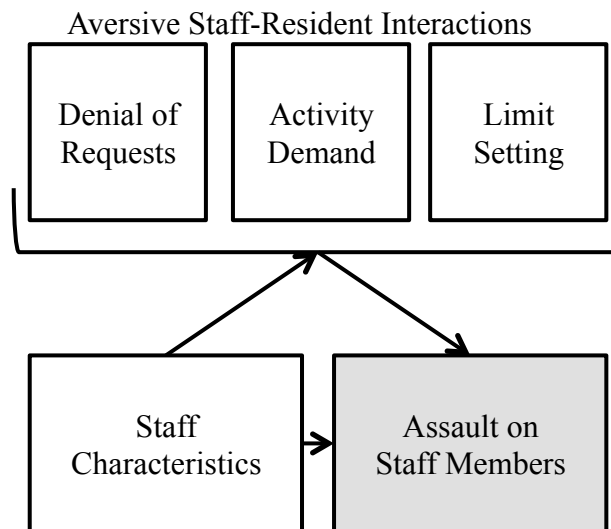 Aversive Staff-Resident Interactions
Denial of
Requests
Activity
Demand
Limit
Setting
Staff
Characteristics
Assault on
Staff Members